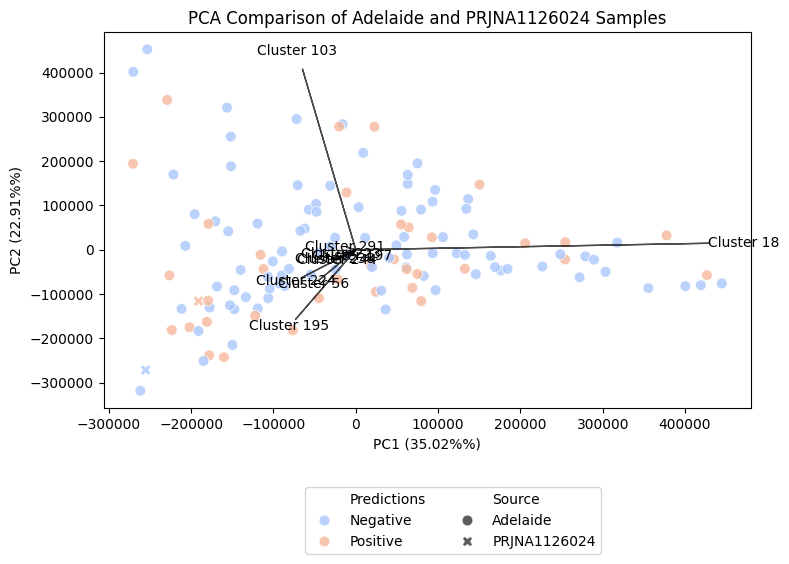 PCA Comparison of Adelaide and PRJNA1126024 Samples
PC2 (22.91%%)
400000
300000
200000
100000
0
−100000
−200000
−300000
Cluster 103
Cluster 18
Cluster 291
Cluster 224
Cluster 56
Cluster 195
−300000 −200000 −100000 0 100000 200000 300000 400000
PC1 (35.02%%)
Predictions Source
Negative Adelaide
Positive PRJNA1126024